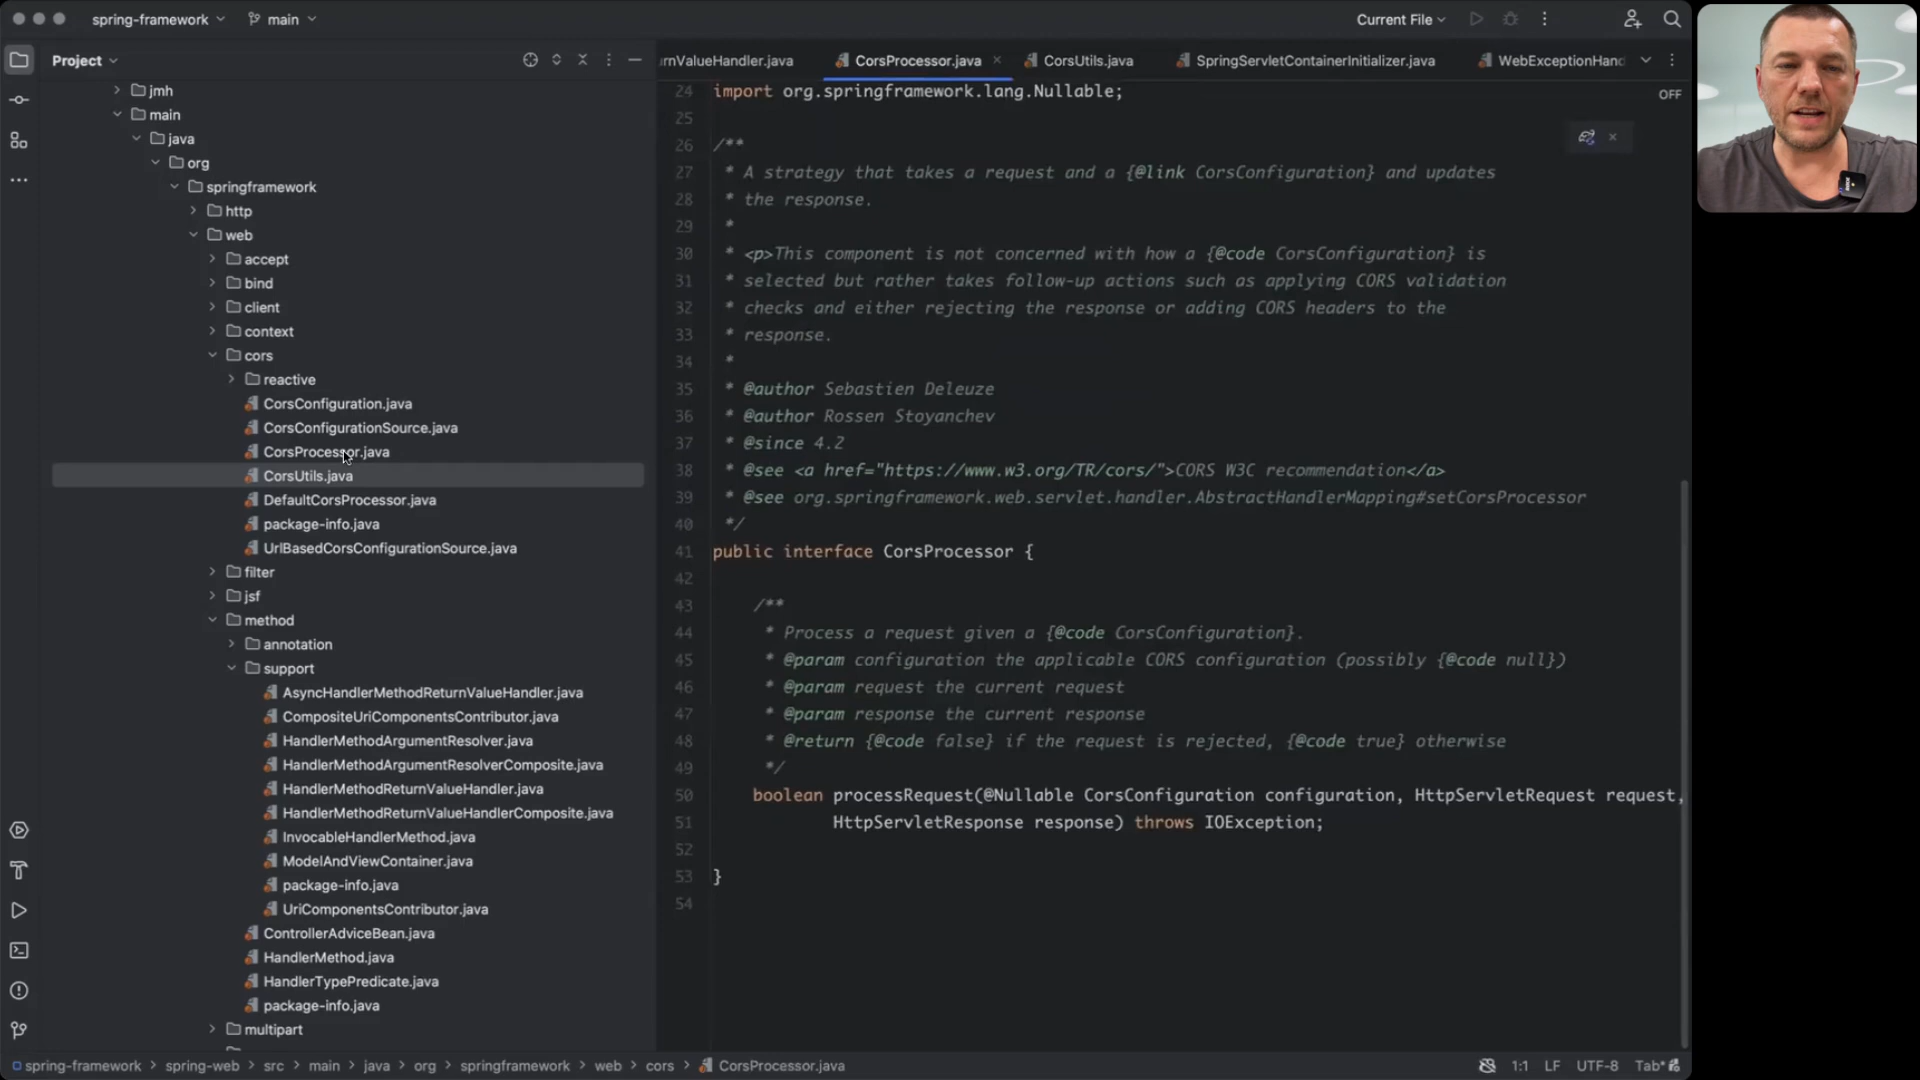 spring-framework
main
Current File
Project
rnValueHandler.java
CorsProcessor.java
CorsUtils.java
SpringServletContainerInitializer.java
WebExceptionHand
OFF
jmh
main
java
org
springframework
http
web
accept
bind
client
context
cors
reactive
CorsConfiguration.java
CorsConfigurationSource.java
CorsProcessor.java
CorsUtils.java
DefaultCorsProcessor.java
package-info.java
UrlBasedCorsConfigurationSource.java
filter
jsf
method
annotation
support
AsyncHandlerMethodReturnValueHandler.java
CompositeUriComponentsContributor.java
HandlerMethodArgumentResolver.java
HandlerMethodArgumentResolverComposite.java
HandlerMethodReturnValueHandler.java
HandlerMethodReturnValueHandlerComposite.java
InvocableHandlerMethod.java
ModelAndViewContainer.java
package-info.java
UriComponentsContributor.java
ControllerAdviceBean.java
HandlerMethod.java
HandlerTypePredicate.java
package-info.java
multipart
24 import org.springframework.lang.Nullable;
25
26 /**
27 * A strategy that takes a request and a {@link CorsConfiguration} and updates
28 * the response.
29 *
30 * <p>This component is not concerned with how a {@code CorsConfiguration} is
31 * selected but rather takes follow-up actions such as applying CORS validation
32 * checks and either rejecting the response or adding CORS headers to the
33 * response.
34 *
35 * @author Sebastien Deleuze
36 * @author Rossen Stoyanchev
37 * @since 4.2
38 * @see <a href="https://www.w3.org/TR/cors/">CORS W3C recommendation</a>
39 * @see org.springframework.web.servlet.handler.AbstractHandlerMapping#setCorsProcessor
40 */
41 public interface CorsProcessor {
42
43 /**
44 * Process a request given a {@code CorsConfiguration}.
45 * @param configuration the applicable CORS configuration (possibly {@code null})
46 * @param request the current request
47 * @param response the current response
48 * @return {@code false} if the request is rejected, {@code true} otherwise
49 */
50 boolean processRequest(@Nullable CorsConfiguration configuration, HttpServletRequest request,
51 HttpServletResponse response) throws IOException;
52
53 }
54
spring-framework > spring-web > src > main > java > org > springframework > web > cors > CorsProcessor.java
1:1 LF UTF-8 Tab*